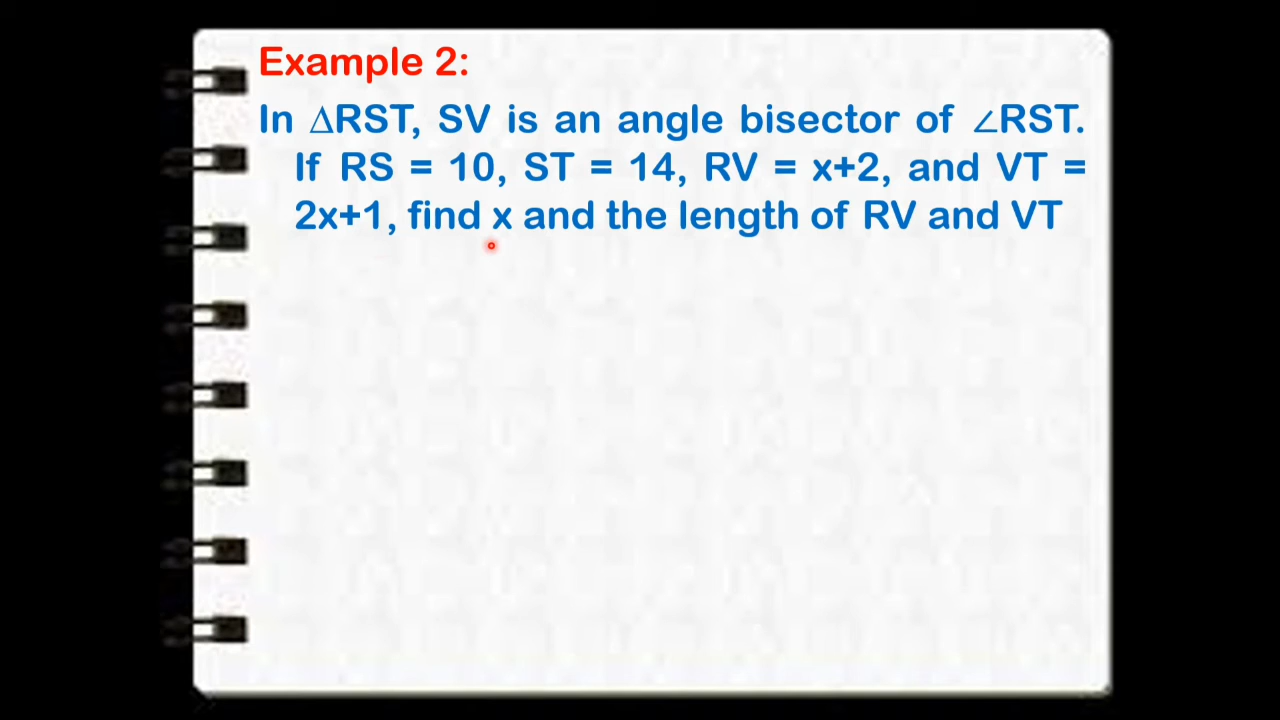 Example 2:
In ∆RST, SV is an angle bisector of ∠RST.
If RS = 10, ST = 14, RV = x+2, and VT =
2x+1, find x and the length of RV and VT